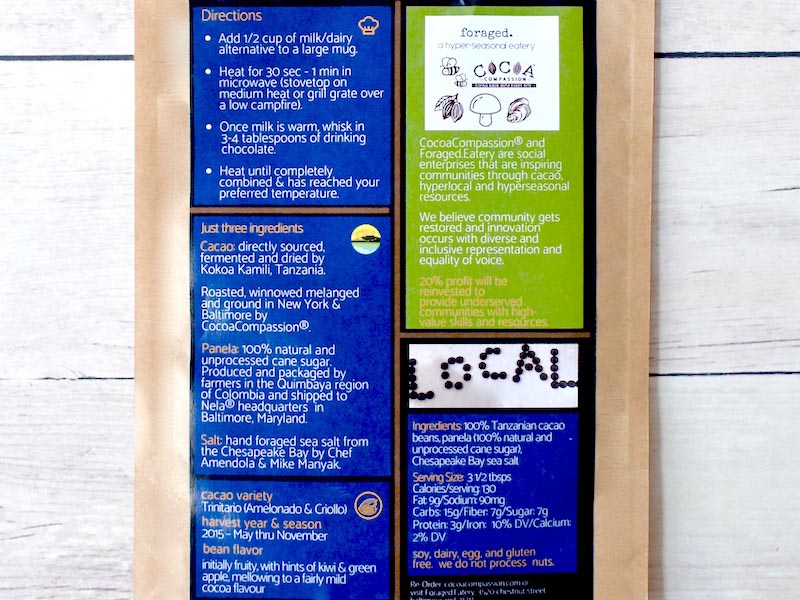 Directions
Add 1/2 cup of milk/dairy
alternative to a large mug.
Heat for 30 sec - 1 min in
microwave (stovetop on
medium heat or grill grate over
a low campfire).
Once milk is warm, whisk in
3-4 tablespoons of drinking
chocolate.
Heat until completely
combined & has reached your
preferred temperature.
Just three ingredients
Cacao: directly sourced,
fermented and dried by
Kokoa Kamili, Tanzania.
Roasted, winnowed melanged
and ground in New York &
Baltimore by
CocoaCompassion®.
Panela: 100% natural and
unprocessed cane sugar.
Produced and packaged by
farmers in the Quimbaya region
of Colombia and shipped to
Nela® headquarters in
Baltimore, Maryland.
Salt: hand foraged sea salt from
the Chesapeake Bay by Chef
Amendola & Mike Manyak.
cacao variety
Trinitario (Amelonado & Criollo)
harvest year & season
2015 - May thru November
bean flavor
initially fruity, with hints of kiwi & green
apple, mellowing to a fairly mild
cocoa flavour
foraged.
a hyper-seasonal eatery
COCOA
COMPASSION
CocoaCompassion® and
Foraged.Eatery are social
enterprises that are inspiring
communities through cacao,
hyperlocal and hyperseasonal
resources.
We believe community gets
restored and innovation
occurs with diverse and
inclusive representation and
equality of voice.
20% profit will be
reinvested to
provide underserved
communities with high-
value skills and resources.
LOCAL
Ingredients: 100% Tanzanian cacao
beans, panela (100% natural and
unprocessed cane sugar),
Chesapeake Bay sea salt
Serving Size: 3 1/2 tbsps
Calories/serving: 130
Fat: 9g/Sodium: 90mg
Carbs: 15g/Fiber: 7g/Sugar: 7g
Protein: 3g/Iron: 10% DV/Calcium:
2% DV
soy, dairy, egg, and gluten
free. we do not process nuts.
Re-Order: cocoacompassion.com or
visit Foraged.Eatery: 3520 chestnut street